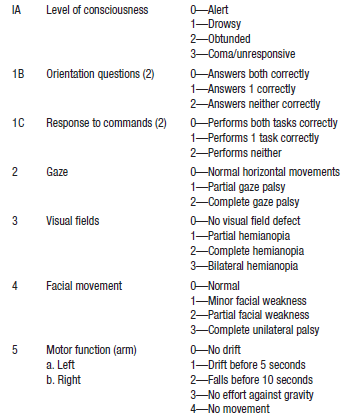 IA Level of consciousness 0—Alert
1—Drowsy
2—Obtunded
3—Coma/unresponsive
1B Orientation questions (2) 0—Answers both correctly
1—Answers 1 correctly
2—Answers neither correctly
1C Response to commands (2) 0—Performs both tasks correctly
1—Performs 1 task correctly
2—Performs neither
2 Gaze 0—Normal horizontal movements
1—Partial gaze palsy
2—Complete gaze palsy
3 Visual fields 0—No visual field defect
1—Partial hemianopia
2—Complete hemianopia
3—Bilateral hemianopia
4 Facial movement 0—Normal
1—Minor facial weakness
2—Partial facial weakness
3—Complete unilateral palsy
5 Motor function (arm) 0—No drift
a. Left 1—Drift before 5 seconds
b. Right 2—Falls before 10 seconds
3—No effort against gravity
4—No movement